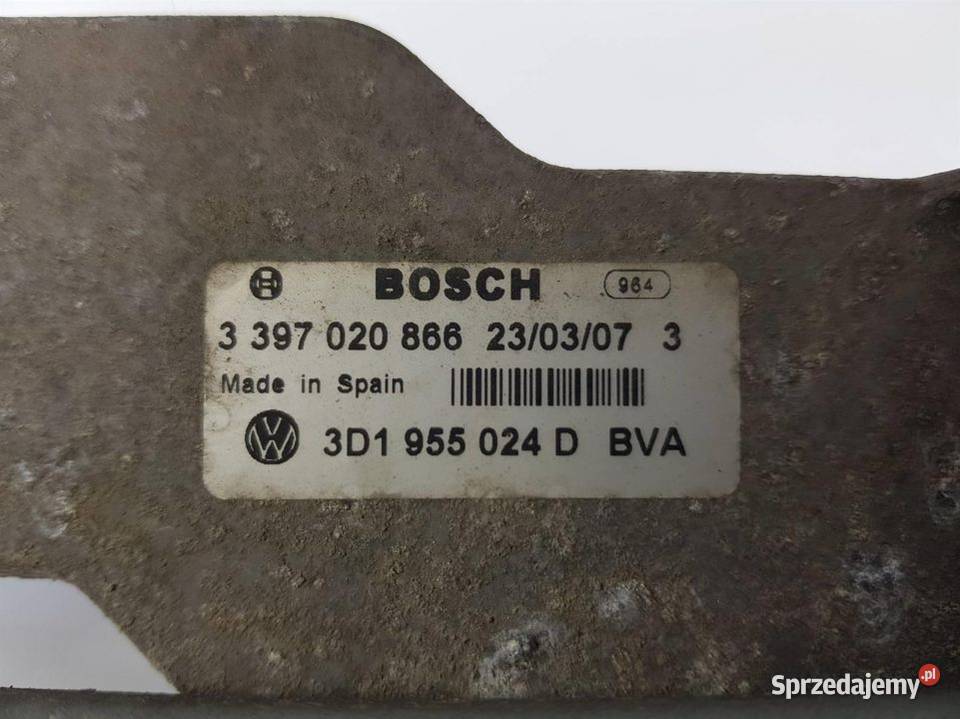 BOSCH 964
3 397 020 866 23/03/07 3
Made in Spain
3D1 955 024 D BVA
Sprzedajemy.pl